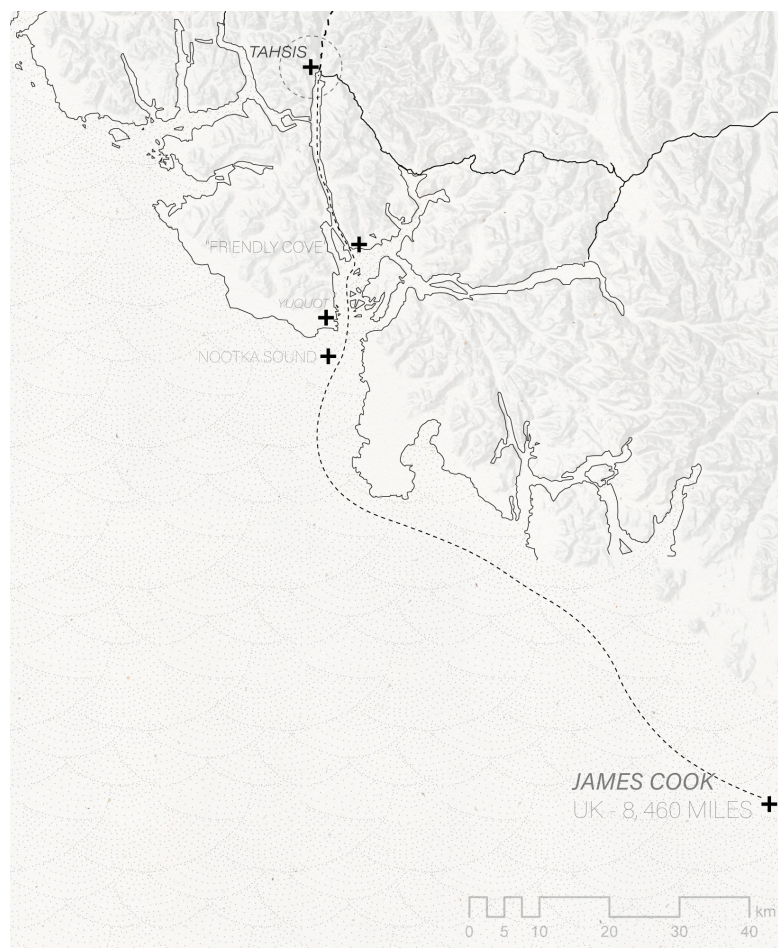 TAHSIS
"FRIENDLY COVE"
YUQUOT
NOOTKA SOUND
JAMES COOK
UK - 8, 460 MILES
km
0 5 10 20 30 40